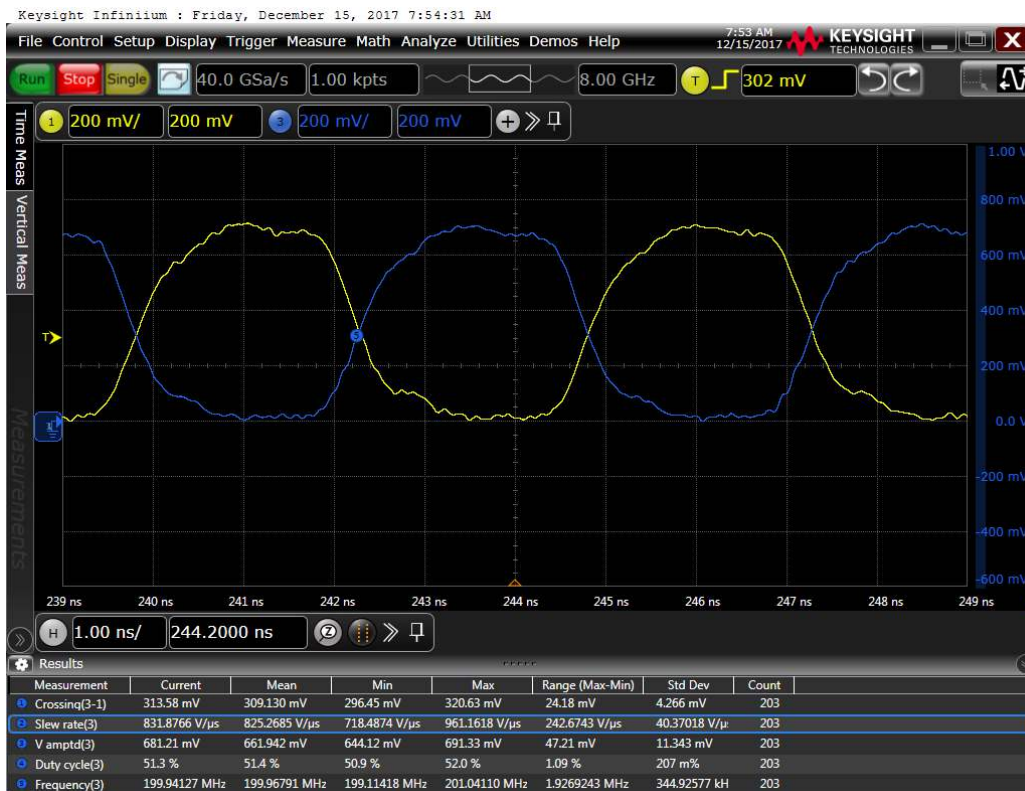 Keysight Infiniium : Friday, December 15, 2017 7:54:31 AM
File Control Setup Display Trigger Measure Math Analyze Utilities Demos Help 7:53 AM 12/15/2017 KEYSIGHT TECHNOLOGIES X
Run Stop Single 40.0 GSa/s 1.00 kpts 8.00 GHz T 302 mV
1 200 mV/ 200 mV 3 200 mV/ 200 mV +
Time Meas
Vertical Meas
Measurements
1.00 V
800 mV
600 mV
400 mV
200 mV
0.0 V
-200 mV
-400 mV
-600 mV
T
239 ns 240 ns 241 ns 242 ns 243 ns 244 ns 245 ns 246 ns 247 ns 248 ns 249 ns
H 1.00 ns/ 244.2000 ns Z
Results
Measurement Current Mean Min Max Range (Max-Min) Std Dev Count
Crossing(3-1) 313.58 mV 309.130 mV 296.45 mV 320.63 mV 24.18 mV 4.266 mV 203
Slew rate(3) 831.8766 V/µs 825.2685 V/µs 718.4874 V/µs 961.1618 V/µs 242.6743 V/µs 40.37018 V/µ 203
V amptd(3) 681.21 mV 661.942 mV 644.12 mV 691.33 mV 47.21 mV 11.343 mV 203
Duty cycle(3) 51.3 % 51.4 % 50.9 % 52.0 % 1.09 % 207 m% 203
Frequency(3) 199.94127 MHz 199.96791 MHz 199.11418 MHz 201.04110 MHz 1.9269243 MHz 344.92577 kH 203